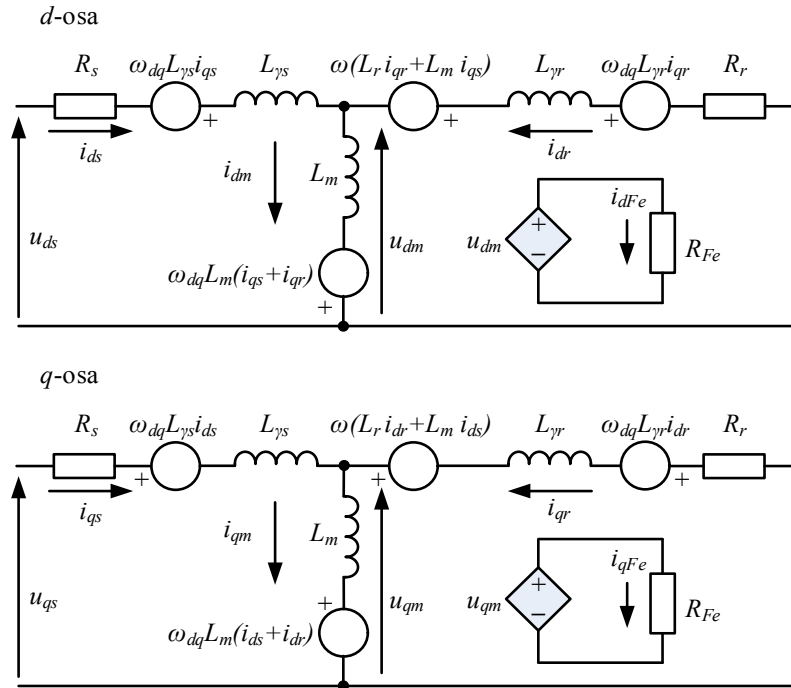 d-osa
R_s ω_dq L_γs i_qs L_γs ω(L_r i_qr+L_m i_qs) L_γr ω_dq L_γr i_qr R_r
+ + +
i_ds i_dm L_m i_dr
i_dFe
u_ds u_dm u_dm + − R_Fe
ω_dq L_m(i_qs+i_qr)
+
q-osa
R_s ω_dq L_γs i_ds L_γs ω(L_r i_dr+L_m i_ds) L_γr ω_dq L_γr i_dr R_r
+ + +
i_qs i_qm L_m i_qr
i_qFe
u_qs + u_qm u_qm + − R_Fe
ω_dq L_m(i_ds+i_dr)